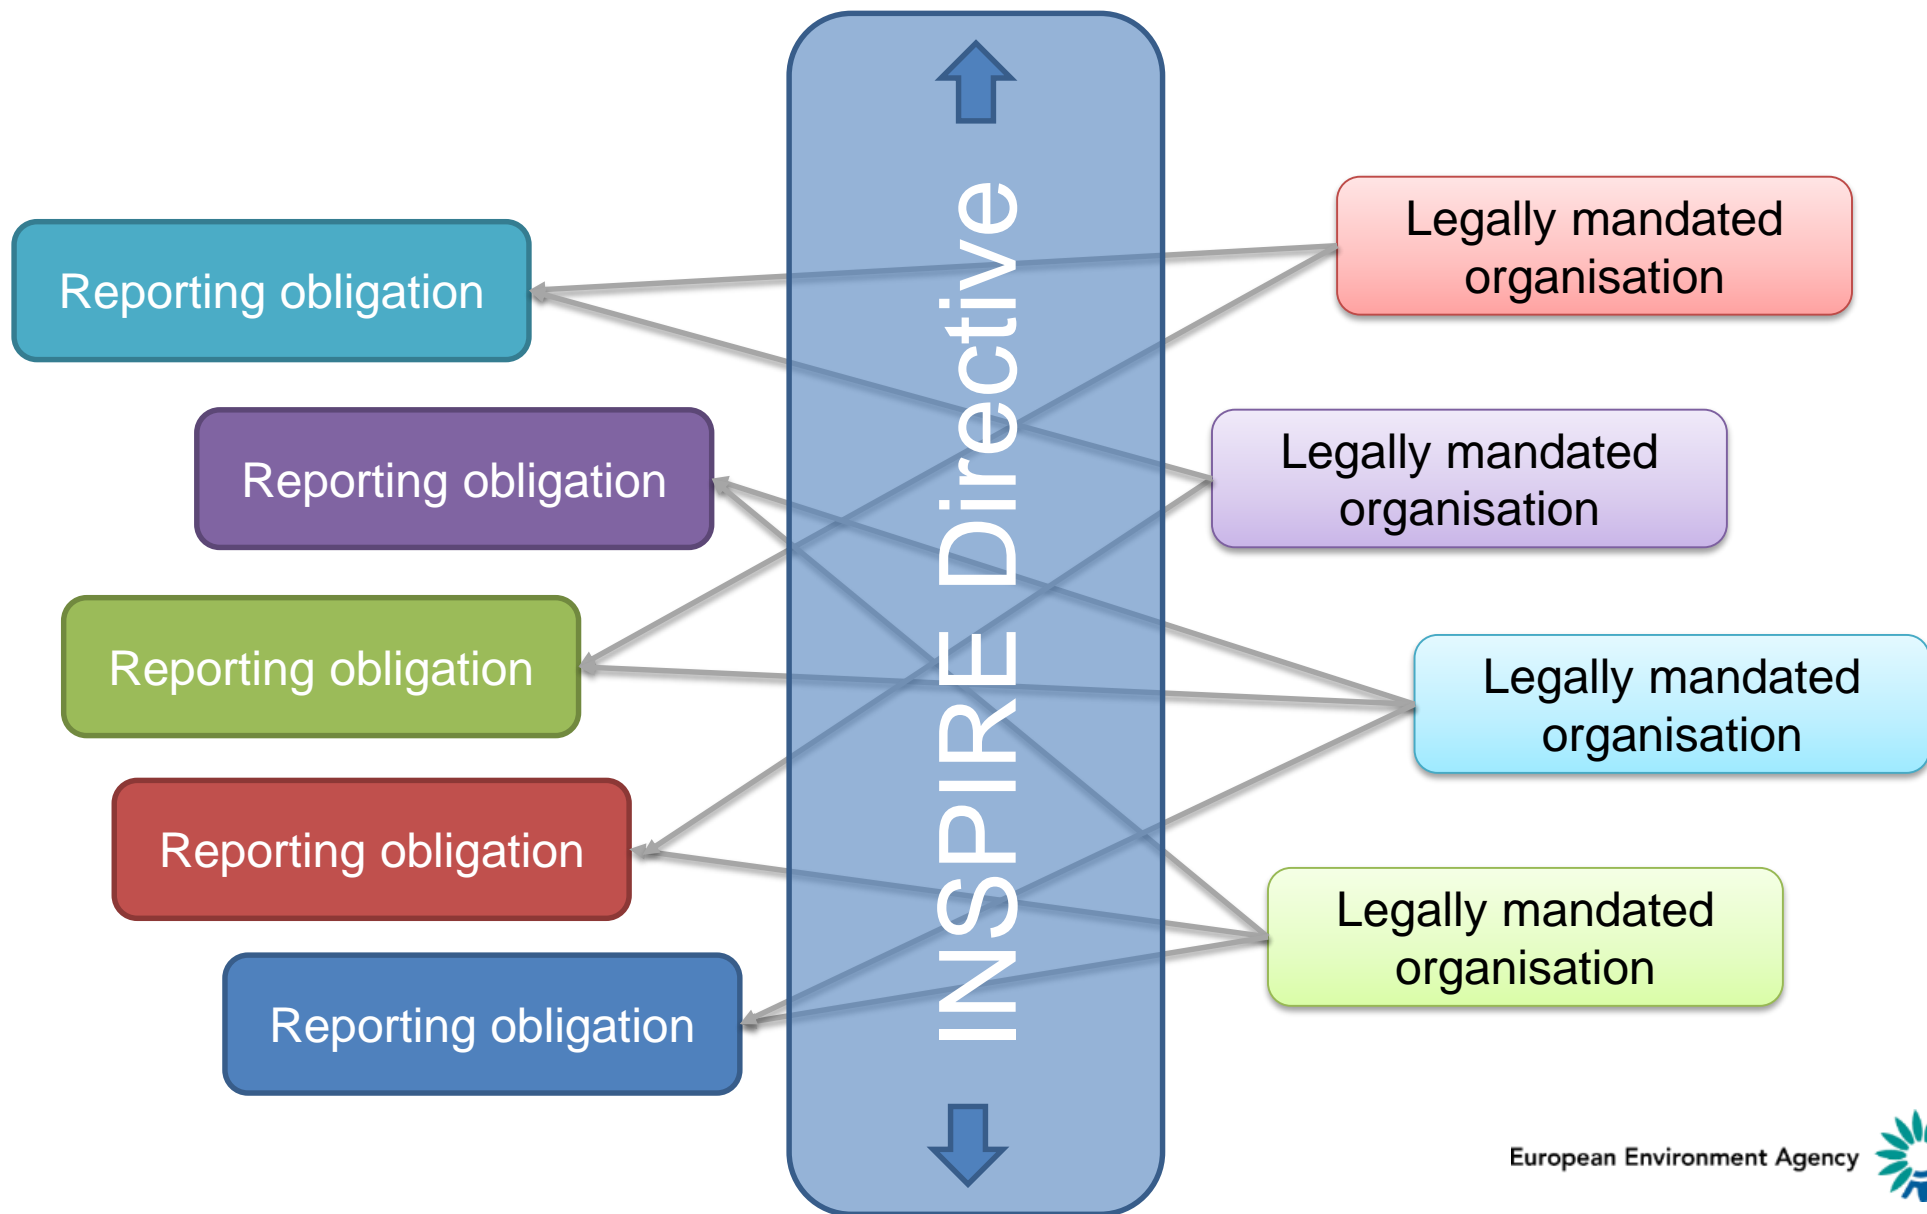 Reporting obligation
Reporting obligation
Reporting obligation
Reporting obligation
Reporting obligation
INSPIRE Directive
Legally mandated
organisation
Legally mandated
organisation
Legally mandated
organisation
Legally mandated
organisation
European Environment Agency